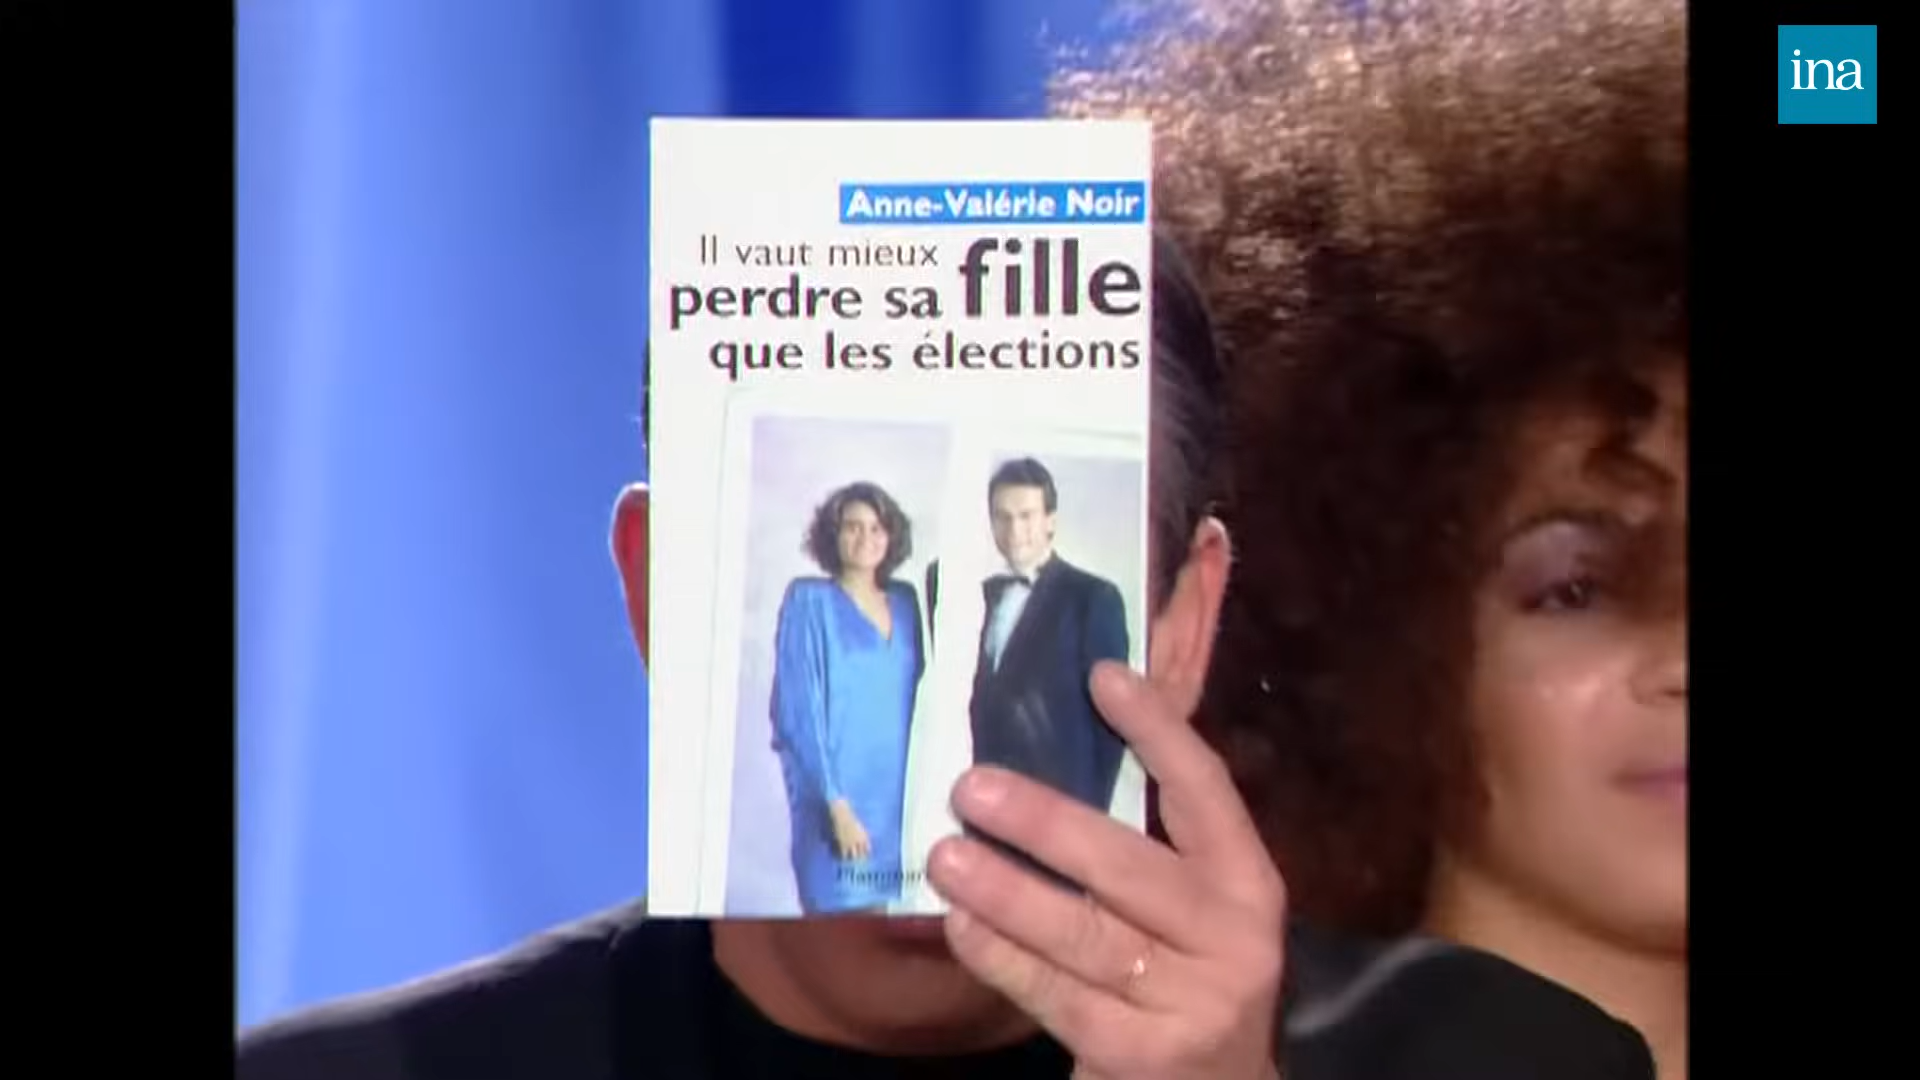 ina
Anne-Valérie Noir
Il vaut mieux
perdre sa fille
que les élections